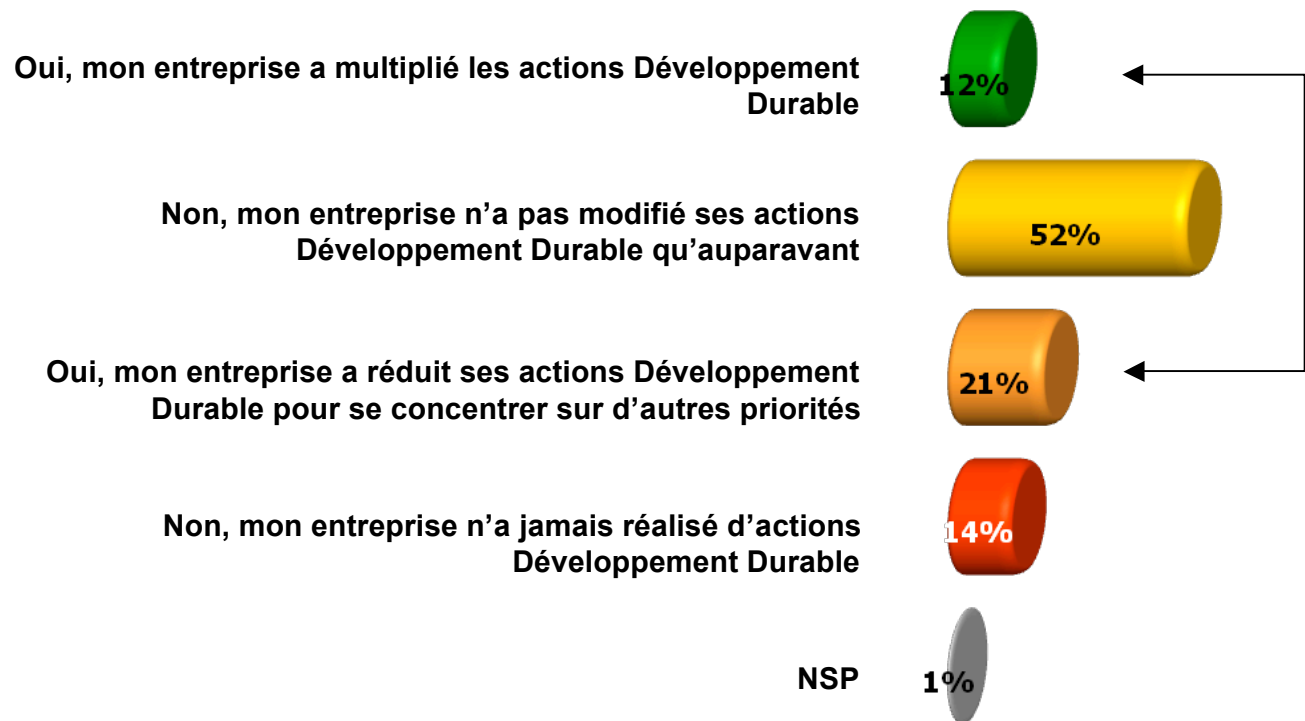 Oui, mon entreprise a multiplié les actions Développement
Durable
12%
Non, mon entreprise n’a pas modifié ses actions
Développement Durable qu’auparavant
52%
Oui, mon entreprise a réduit ses actions Développement
Durable pour se concentrer sur d’autres priorités
21%
Non, mon entreprise n’a jamais réalisé d’actions
Développement Durable
14%
NSP
1%